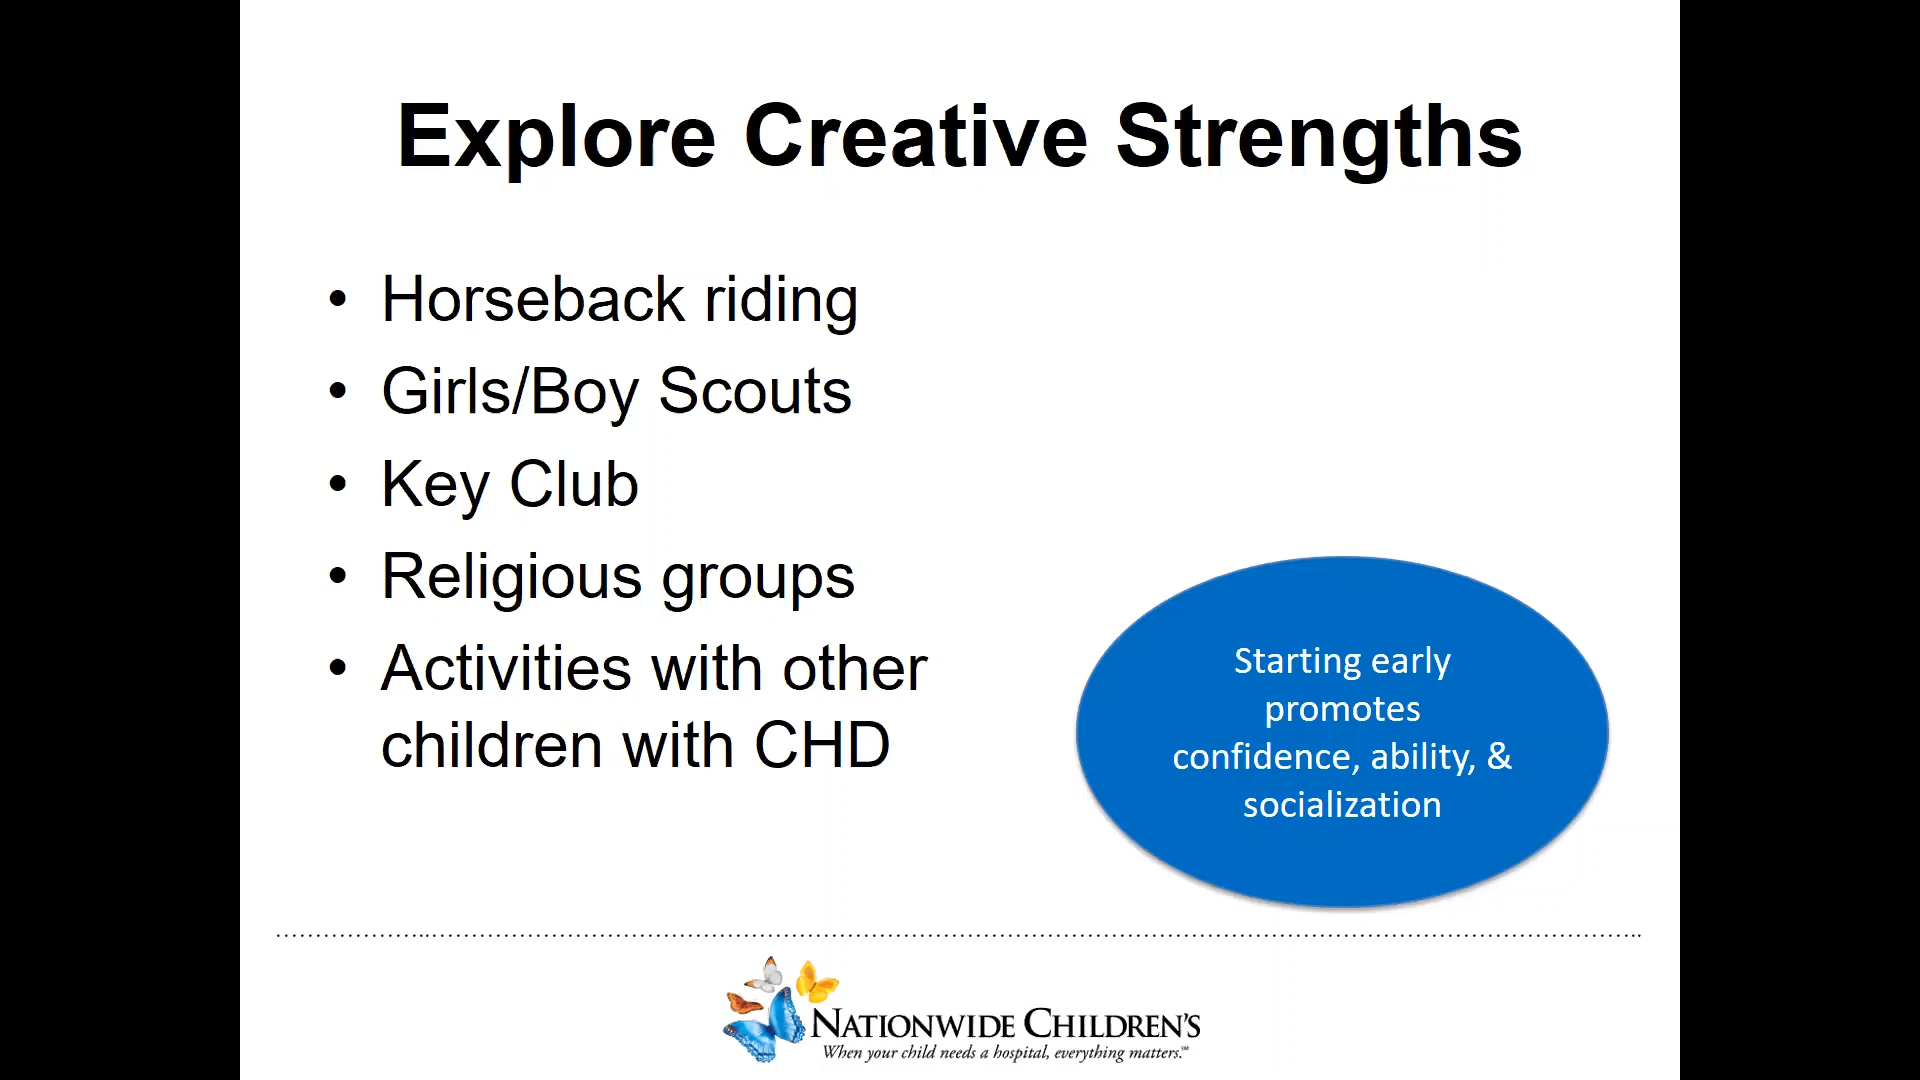 Explore Creative Strengths
• Horseback riding
• Girls/Boy Scouts
• Key Club
• Religious groups
• Activities with other
children with CHD
Starting early
promotes
confidence, ability, &
socialization
NATIONWIDE CHILDREN'S
When your child needs a hospital, everything matters.℠